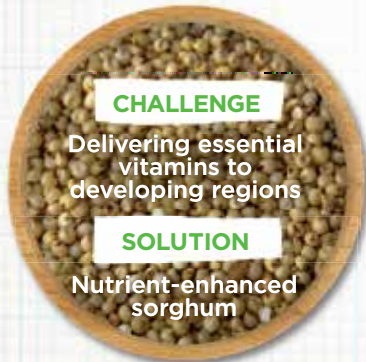 CHALLENGE
Delivering essential
vitamins to
developing regions
SOLUTION
Nutrient-enhanced
sorghum